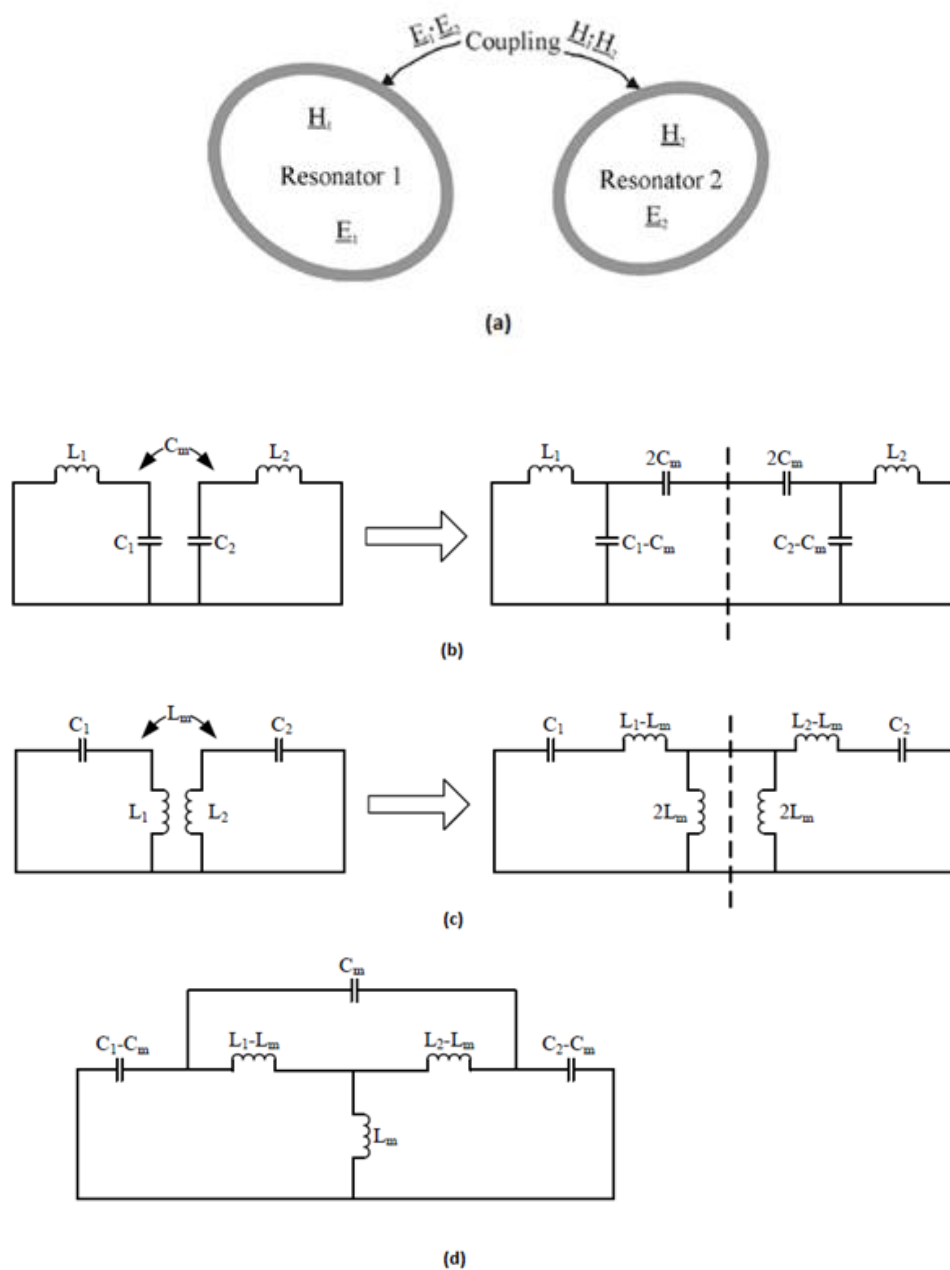 E₁·E₂ Coupling H₁·H₂
H₁
Resonator 1
E₁
H₂
Resonator 2
E₂
(a)
L₁
Cₘ
L₂
C₁
C₂
L₁
2Cₘ
2Cₘ
L₂
C₁-Cₘ
C₂-Cₘ
(b)
C₁
Lₘ
C₂
L₁
L₂
C₁
L₁-Lₘ
L₂-Lₘ
C₂
2Lₘ
2Lₘ
(c)
Cₘ
C₁-Cₘ
L₁-Lₘ
L₂-Lₘ
C₂-Cₘ
Lₘ
(d)